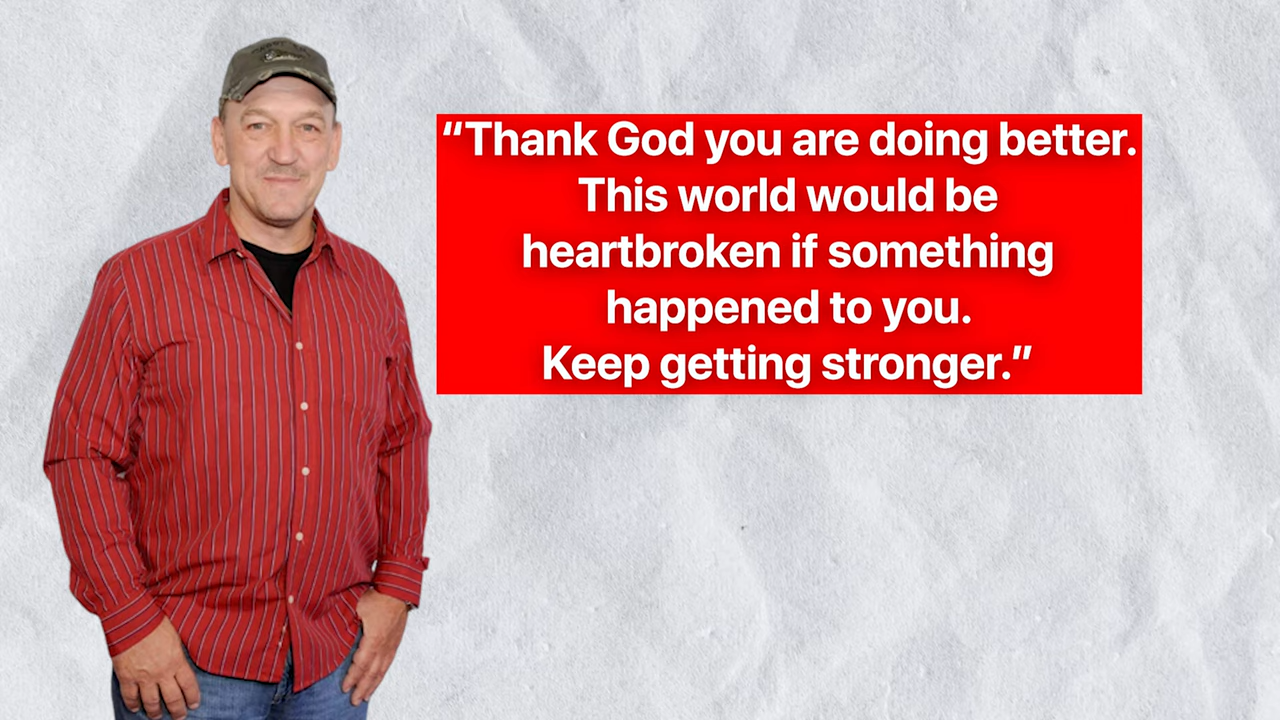 “Thank God you are doing better.
This world would be
heartbroken if something
happened to you.
Keep getting stronger.”